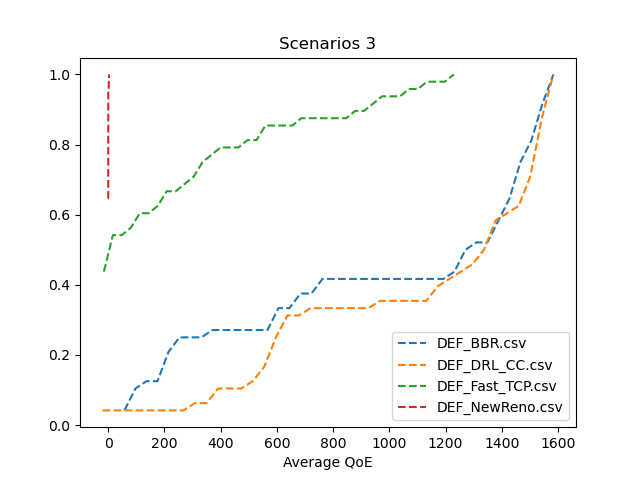 Scenarios 3
1.0
0.8
0.6
0.4
0.2
0.0
DEF_BBR.csv
DEF_DRL_CC.csv
DEF_Fast_TCP.csv
DEF_NewReno.csv
0 200 400 600 800 1000 1200 1400 1600
Average QoE